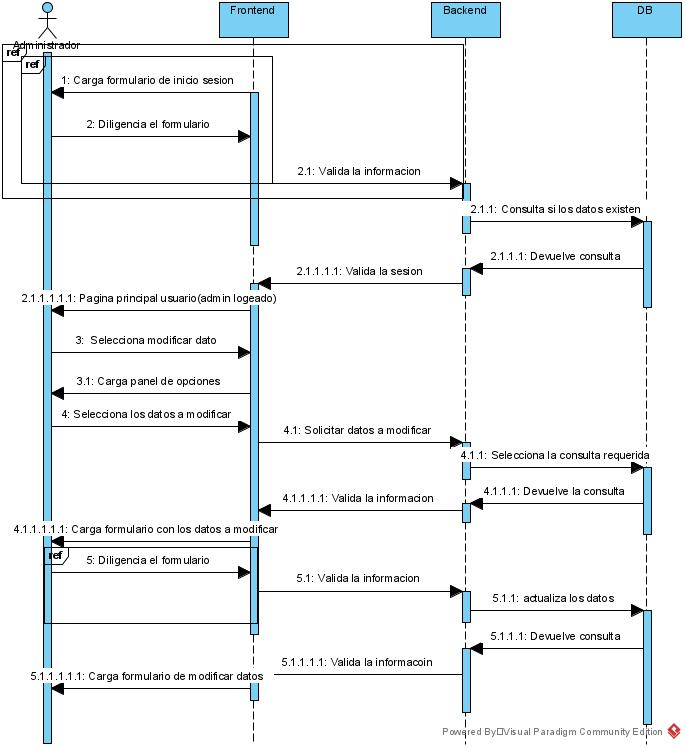 Frontend
Backend
DB
Administrador
ref
ref
1: Carga formulario de inicio sesion
2: Diligencia el formulario
2.1: Valida la informacion
2.1.1: Consulta si los datos existen
2.1.1.1: Devuelve consulta
2.1.1.1.1: Valida la sesion
2.1.1.1.1.1: Pagina principal usuario(admin logeado)
3: Selecciona modificar dato
3.1: Carga panel de opciones
4: Selecciona los datos a modificar
4.1: Solicitar datos a modificar
4.1.1: Selecciona la consulta requerida
4.1.1.1: Devuelve la consulta
4.1.1.1.1: Valida la informacion
4.1.1.1.1.1: Carga formulario con los datos a modificar
ref
5: Diligencia el formulario
5.1: Valida la informacion
5.1.1: actualiza los datos
5.1.1.1: Devuelve consulta
5.1.1.1.1: Valida la informacoin
5.1.1.1.1.1: Carga formulario de modificar datos
Powered By Visual Paradigm Community Edition